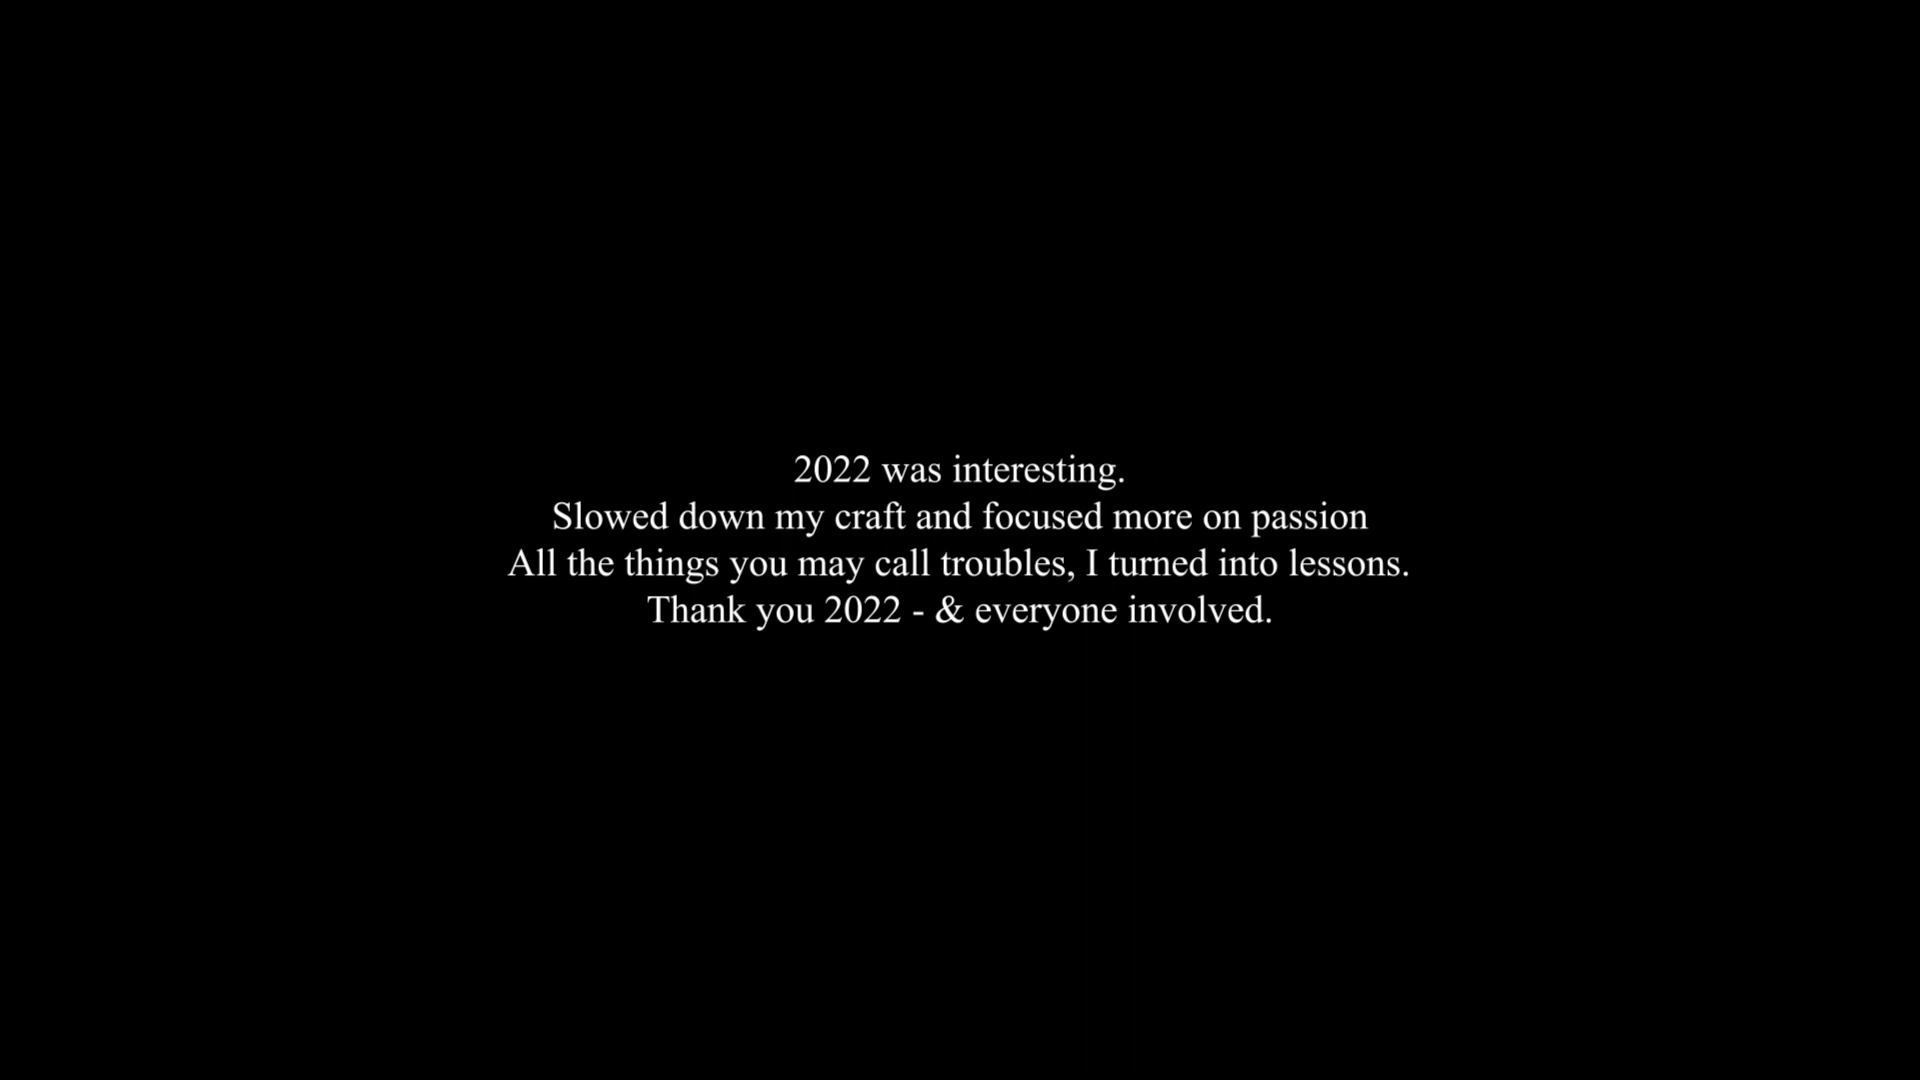 2022 was interesting.
Slowed down my craft and focused more on passion
All the things you may call troubles, I turned into lessons.
Thank you 2022 - & everyone involved.